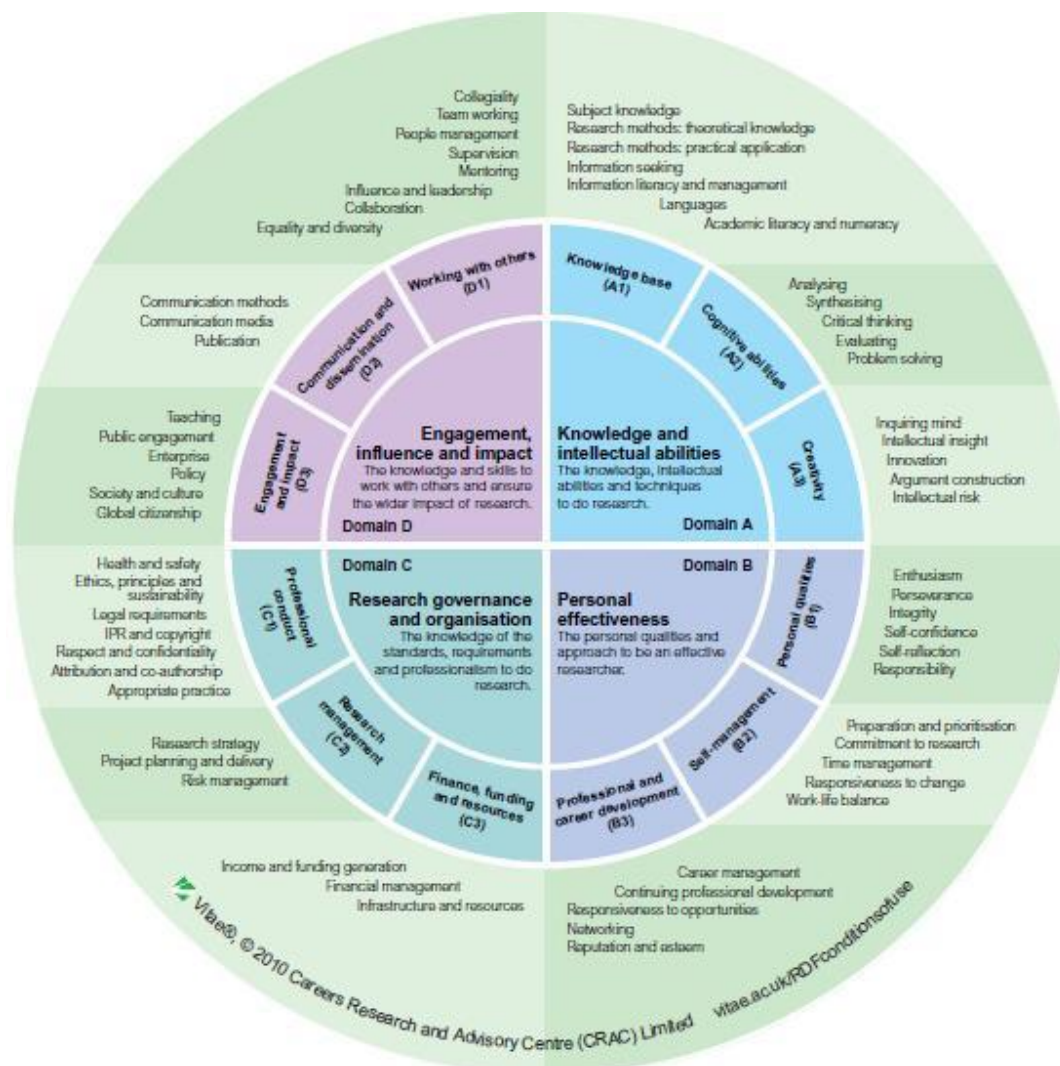 Collegiality
Team working
People management
Supervision
Mentoring
Influence and leadership
Collaboration
Equality and diversity
Subject knowledge
Research methods: theoretical knowledge
Research methods: practical application
Information seeking
Information literacy and management
Languages
Academic literacy and numeracy
Working with others
(D1)
Knowledge base
(A1)
Communication methods
Communication media
Publication
Communication and
dissemination
(D2)
Cognitive abilities
(A2)
Analysing
Synthesising
Critical thinking
Evaluating
Problem solving
Teaching
Public engagement
Enterprise
Policy
Society and culture
Global citizenship
Engagement
and impact
(D3)
Engagement,
influence and impact
The knowledge and skills to
work with others and ensure
the wider impact of research.
Domain D
Knowledge and
intellectual abilities
The knowledge, intellectual
abilities and techniques
to do research.
Domain A
Creativity
(A3)
Inquiring mind
Intellectual insight
Innovation
Argument construction
Intellectual risk
Health and safety
Ethics, principles and
sustainability
Legal requirements
IPR and copyright
Respect and confidentiality
Attribution and co-authorship
Appropriate practice
Professional
conduct
(C1)
Domain C
Research governance
and organisation
The knowledge of the
standards, requirements
and professionalism to do
research.
Domain B
Personal
effectiveness
The personal qualities and
approach to be an effective
researcher.
Personal qualities
(B1)
Enthusiasm
Perseverance
Integrity
Self-confidence
Self-reflection
Responsibility
Research strategy
Project planning and delivery
Risk management
Research
management
(C2)
Self-management
(B2)
Preparation and prioritisation
Commitment to research
Time management
Responsiveness to change
Work-life balance
Finance, funding
and resources
(C3)
Professional and
career development
(B3)
Income and funding generation
Financial management
Infrastructure and resources
Career management
Continuing professional development
Responsiveness to opportunities
Networking
Reputation and esteem
Vitae®, © 2010 Careers Research and Advisory Centre (CRAC) Limited vitae.ac.uk/RDFconditionsofuse